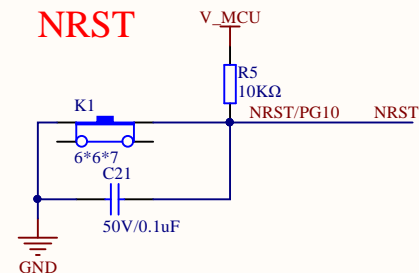 NRST
V_MCU
R5
10KΩ
K1
NRST/PG10 NRST
6*6*7
C21
50V/0.1uF
GND